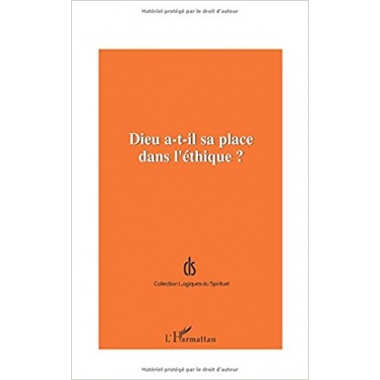 Matériel protégé par le droit d'auteur
Dieu a-t-il sa place
dans l'éthique ?
ds
Collection Logiques du Spirituel
L'Harmattan
Matériel protégé par le droit d'auteur